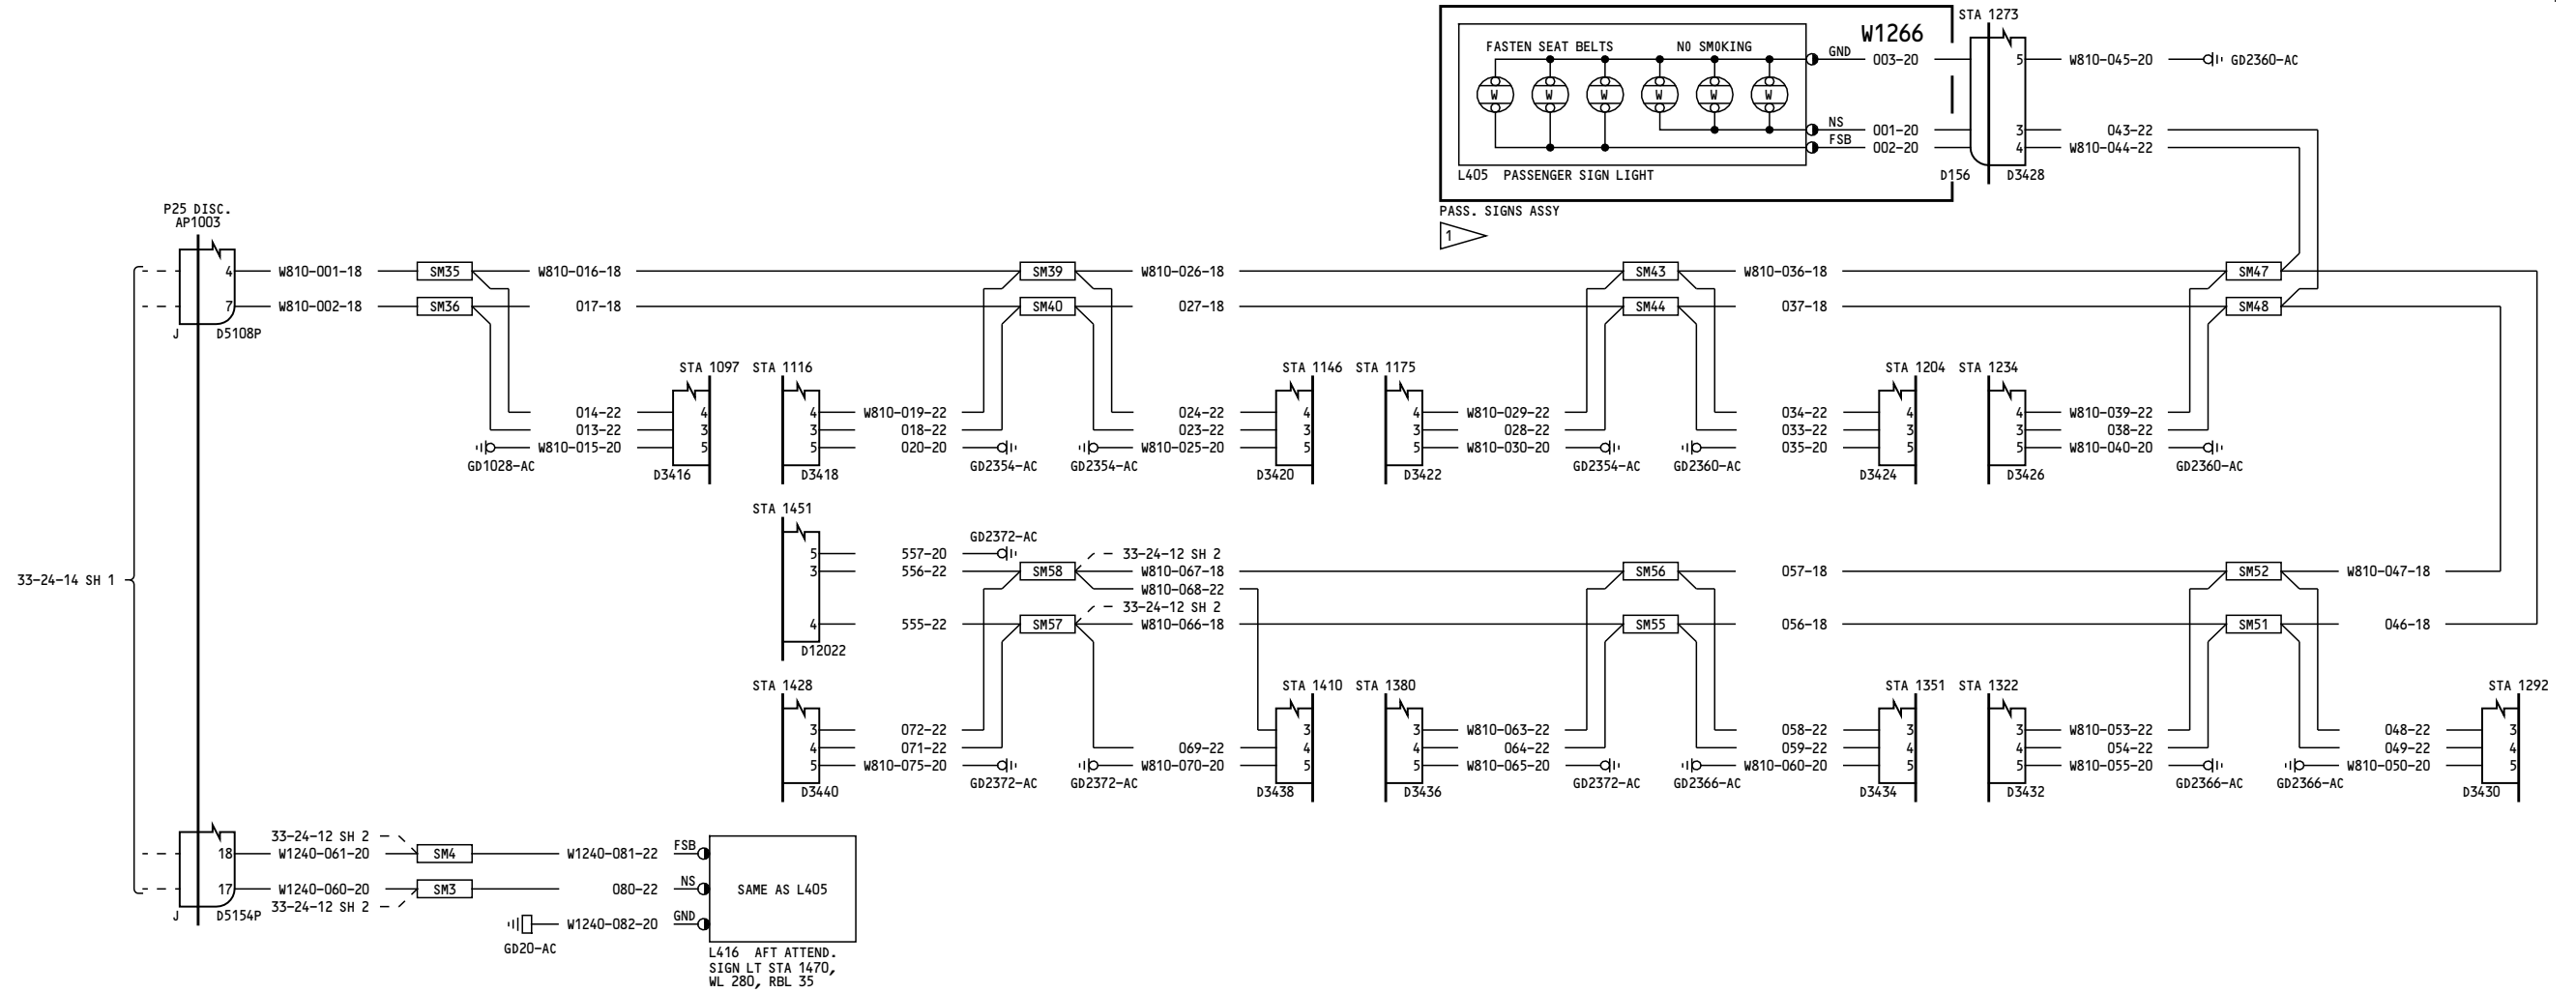 STA 1273
W1266
FASTEN SEAT BELTS NO SMOKING
GND 003-20 5 W810-045-20 GD2360-AC
W W W W W W
NS 001-20 3 043-22
FSB 002-20 4 W810-044-22
L405 PASSENGER SIGN LIGHT D156 D3428
PASS. SIGNS ASSY
1
P25 DISC.
AP1003
4 W810-001-18 SM35 W810-016-18 SM39 W810-026-18 SM43 W810-036-18 SM47
7 W810-002-18 SM36 017-18 SM40 027-18 SM44 037-18 SM48
J D5108P
STA 1097 STA 1116 STA 1146 STA 1175 STA 1204 STA 1234
014-22 4 4 W810-019-22 024-22 4 4 W810-029-22 034-22 4 4 W810-039-22
013-22 3 3 018-22 023-22 3 3 028-22 033-22 3 3 038-22
W810-015-20 5 5 020-20 W810-025-20 5 5 W810-030-20 035-20 5 5 W810-040-20
GD1028-AC GD2354-AC GD2354-AC GD2354-AC GD2360-AC GD2360-AC
D3416 D3418 D3420 D3422 D3424 D3426
STA 1451
GD2372-AC
5 557-20 33-24-12 SH 2
3 556-22 SM58 W810-067-18 SM56 057-18 SM52 W810-047-18
33-24-14 SH 1
W810-068-22
33-24-12 SH 2
4 555-22 SM57 W810-066-18 SM55 056-18 SM51 046-18
D12022
STA 1428 STA 1410 STA 1380 STA 1351 STA 1322 STA 1292
3 072-22 3 3 W810-063-22 058-22 3 3 W810-053-22 048-22 3
4 071-22 069-22 4 4 064-22 059-22 4 4 054-22 049-22 4
5 W810-075-20 W810-070-20 5 5 W810-065-20 W810-060-20 5 5 W810-055-20 W810-050-20 5
GD2372-AC GD2372-AC GD2372-AC GD2366-AC GD2366-AC GD2366-AC
D3440 D3438 D3436 D3434 D3432 D3430
33-24-12 SH 2
18 W1240-061-20 SM4 W1240-081-22 FSB
17 W1240-060-20 SM3 080-22 NS SAME AS L405
33-24-12 SH 2
J D5154P
W1240-082-20 GND
GD20-AC
L416 AFT ATTEND.
SIGN LT STA 1470,
WL 280, RBL 35